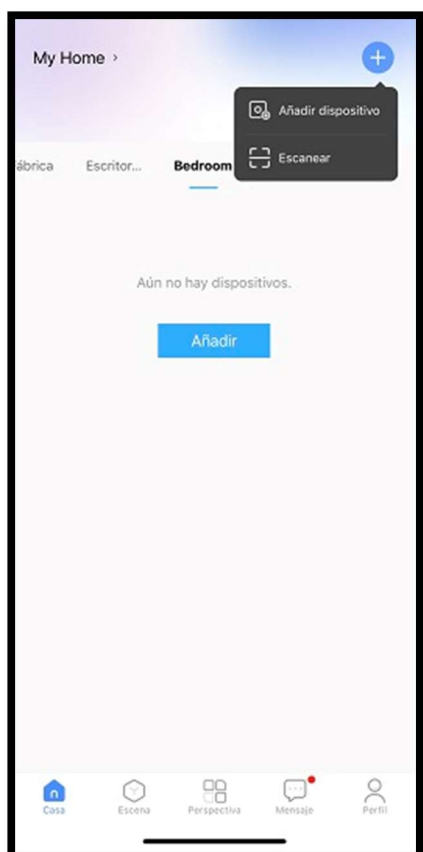 My Home
Añadir dispositivo
Escanear
ábrica Escritor... Bedroom
Aún no hay dispositivos.
Añadir
Casa Escena Perspectiva Mensaje Perfil